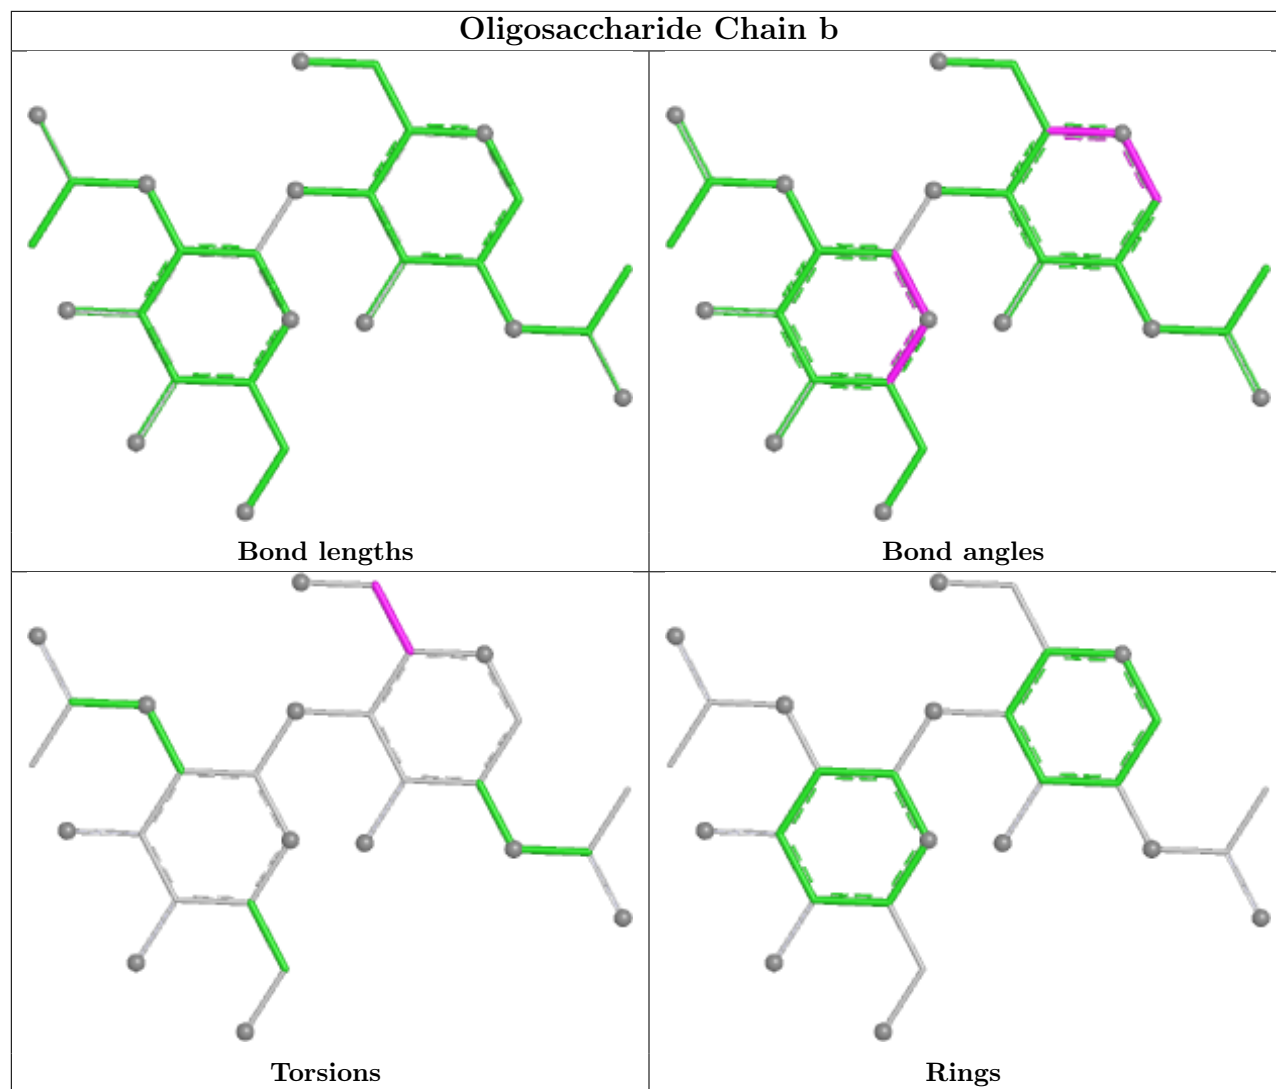 Oligosaccharide Chain b
Bond lengths
Bond angles
Torsions
Rings